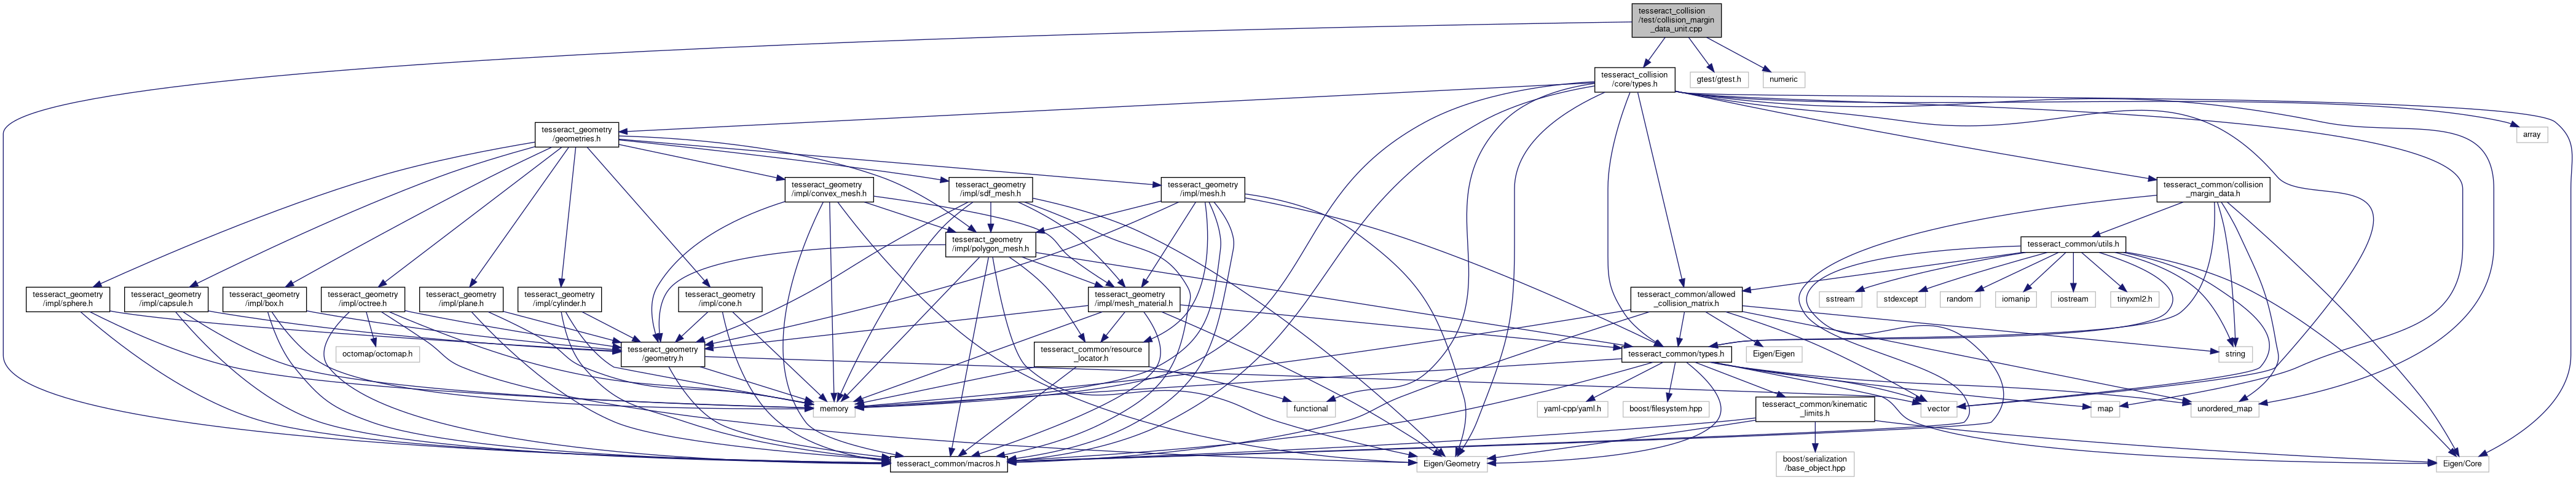 tesseract_collision
/test/collision_margin
_data_unit.cpp
tesseract_collision
/core/types.h
gtest/gtest.h
numeric
tesseract_geometry
/geometries.h
array
tesseract_geometry
/impl/convex_mesh.h
tesseract_geometry
/impl/sdf_mesh.h
tesseract_geometry
/impl/mesh.h
tesseract_common/collision
_margin_data.h
tesseract_geometry
/impl/polygon_mesh.h
tesseract_common/utils.h
tesseract_geometry
/impl/sphere.h
tesseract_geometry
/impl/capsule.h
tesseract_geometry
/impl/box.h
tesseract_geometry
/impl/octree.h
tesseract_geometry
/impl/plane.h
tesseract_geometry
/impl/cylinder.h
tesseract_geometry
/impl/cone.h
tesseract_geometry
/impl/mesh_material.h
tesseract_common/allowed
_collision_matrix.h
sstream
stdexcept
random
iomanip
iostream
tinyxml2.h
octomap/octomap.h
tesseract_geometry
/geometry.h
tesseract_common/resource
_locator.h
tesseract_common/types.h
Eigen/Eigen
string
memory
functional
yaml-cpp/yaml.h
boost/filesystem.hpp
tesseract_common/kinematic
_limits.h
vector
map
unordered_map
tesseract_common/macros.h
Eigen/Geometry
boost/serialization
/base_object.hpp
Eigen/Core